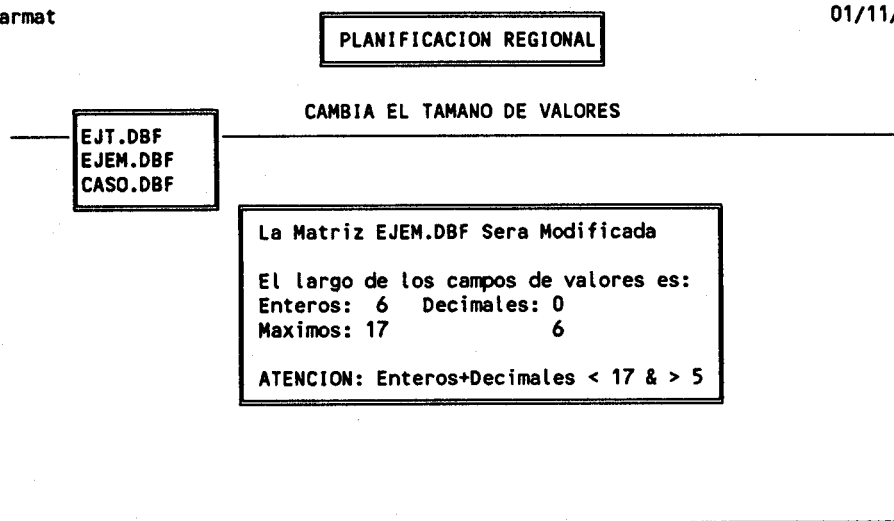 armat 01/11/
PLANIFICACION REGIONAL
CAMBIA EL TAMANO DE VALORES
EJT.DBF
EJEM.DBF
CASO.DBF
La Matriz EJEM.DBF Sera Modificada
El largo de los campos de valores es:
Enteros: 6 Decimales: 0
Maximos: 17 6
ATENCION: Enteros+Decimales < 17 & > 5